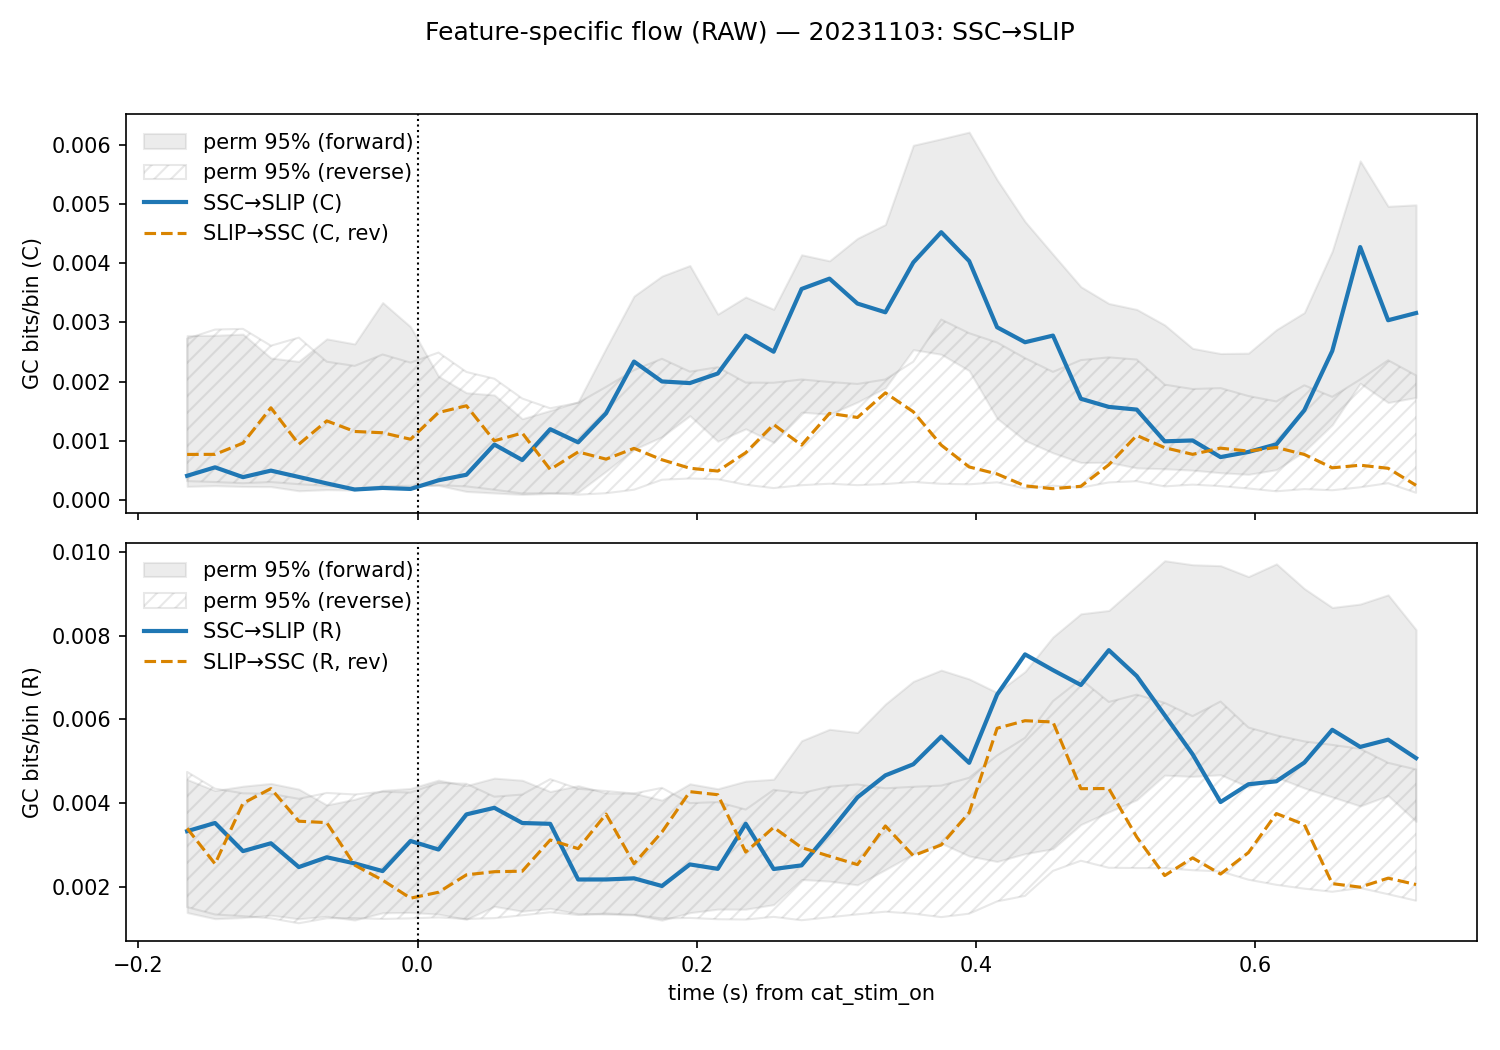 Feature-specific flow (RAW) — 20231103: SSC→SLIP
GC bits/bin (C)
0.006
0.005
0.004
0.003
0.002
0.001
0.000
perm 95% (forward)
perm 95% (reverse)
SSC→SLIP (C)
SLIP→SSC (C, rev)
GC bits/bin (R)
0.010
0.008
0.006
0.004
0.002
perm 95% (forward)
perm 95% (reverse)
SSC→SLIP (R)
SLIP→SSC (R, rev)
−0.2 0.0 0.2 0.4 0.6
time (s) from cat_stim_on